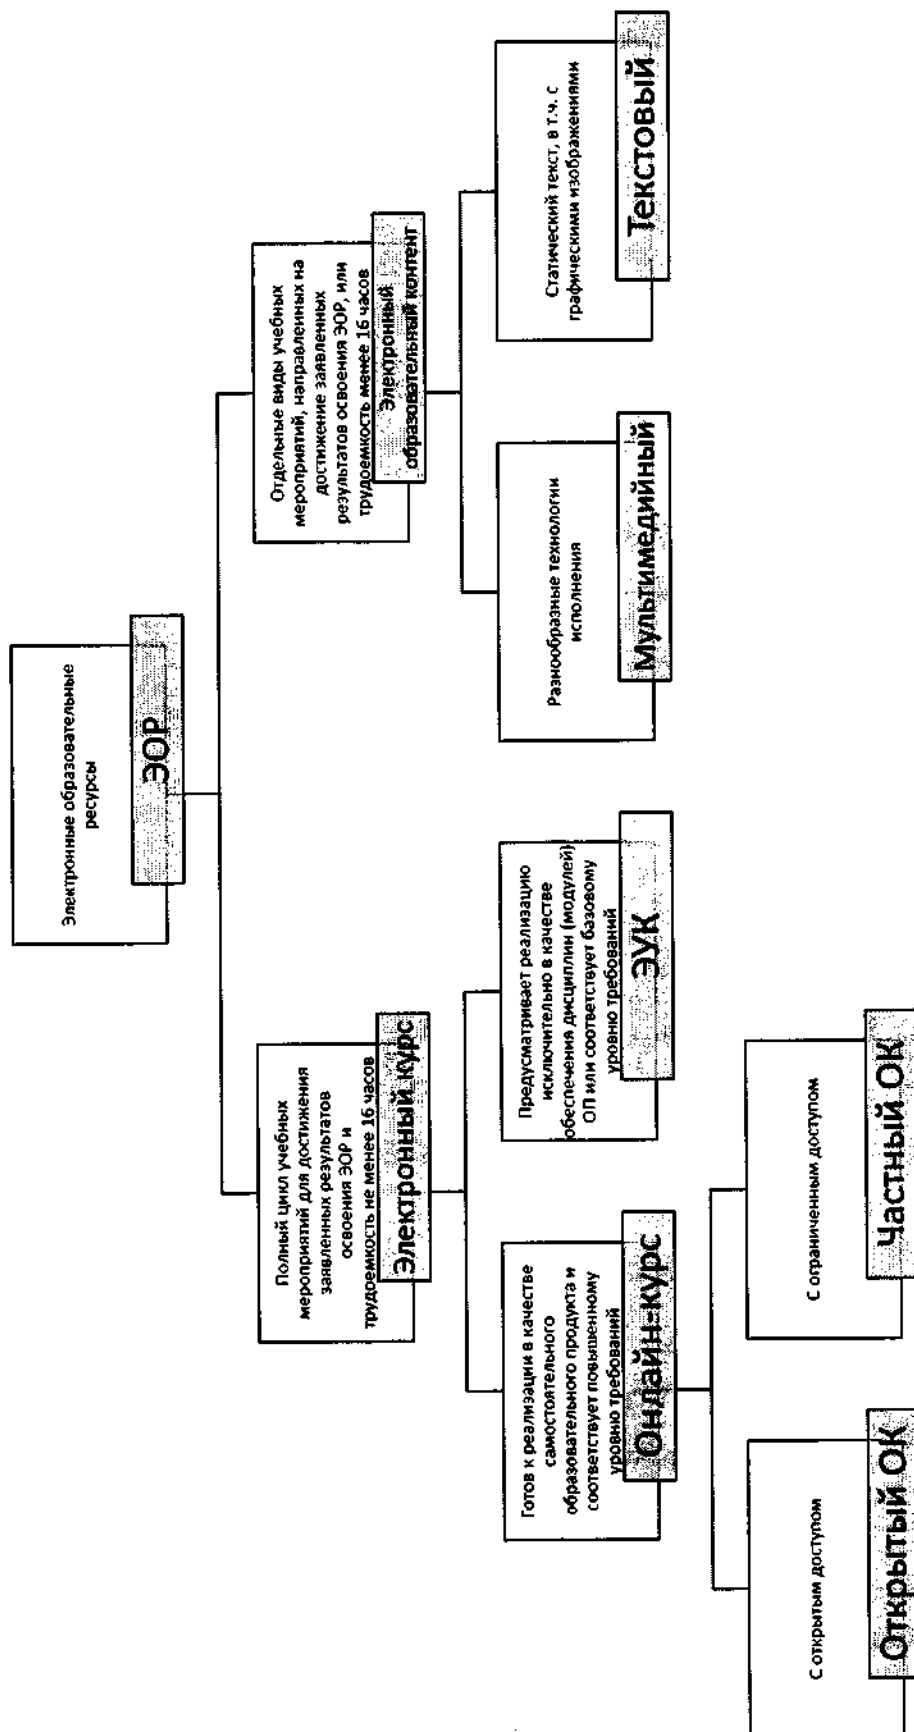 Электронные образовательные
ресурсы
ЭОР
Полный цикл учебных
мероприятий для достижения
заявленных результатов
освоения ЭОР и
трудоемкость не менее 16 часов
Электронный курс
Отдельные виды учебных
мероприятий, направленных на
достижение заявленных
результатов освоения ЭОР, или
трудоемкость менее 16 часов
Электронный
образовательный контент
Готов к реализации в качестве
самостоятельного
образовательного продукта и
соответствует повышенному
уровню требований
Онлайн-курс
Предусматривает реализацию
исключительно в качестве
обеспечения дисциплин (модулей)
ОП или соответствует базовому
уровню требований
ЭУК
Разнообразные технологии
исполнения
Мультимедийный
Статический текст, в т.ч. с
графическими изображениями
Текстовый
С открытым доступом
Открытый ОК
С ограниченным доступом
Частный ОК